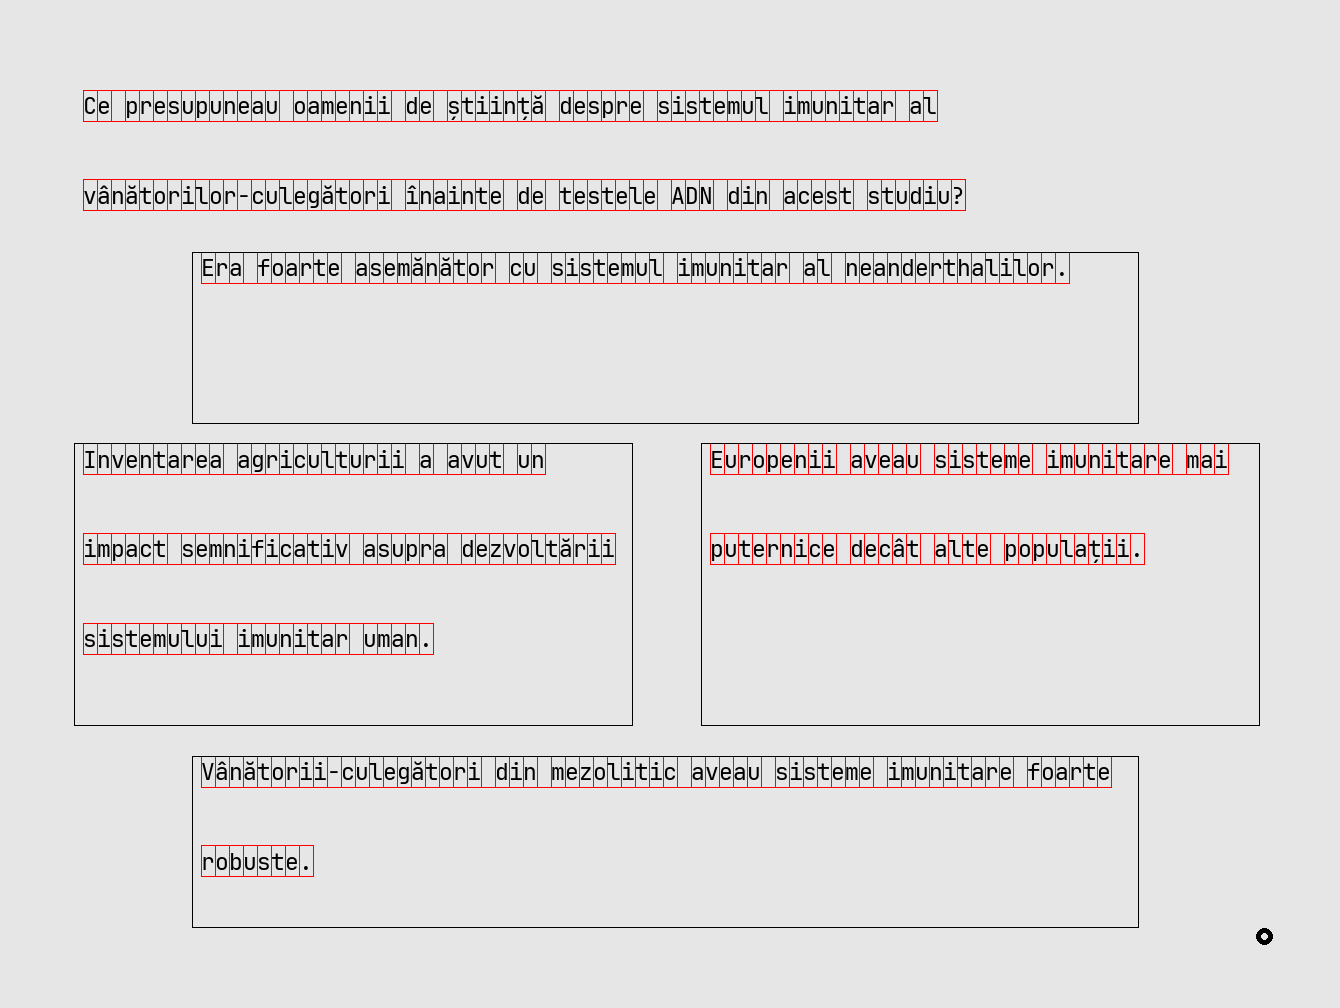 Ce presupuneau oamenii de știință despre sistemul imunitar al
vânătorilor-culegători înainte de testele ADN din acest studiu?
Era foarte asemănător cu sistemul imunitar al neanderthalilor.
Inventarea agriculturii a avut un
impact semnificativ asupra dezvoltării
sistemului imunitar uman.
Europenii aveau sisteme imunitare mai
puternice decât alte populații.
Vânătorii-culegători din mezolitic aveau sisteme imunitare foarte
robuste.